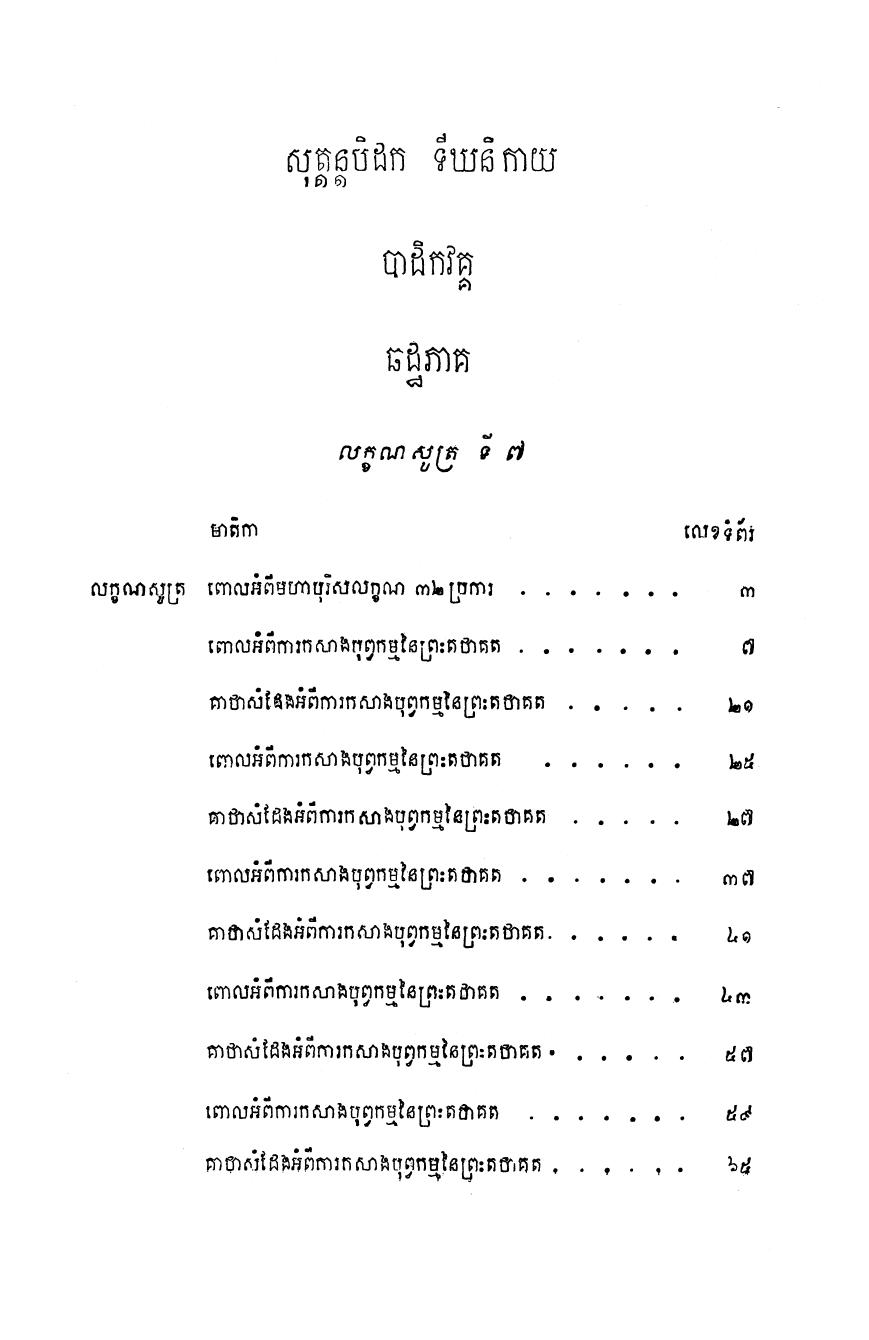 សុត្តន្តបិដក ទីឃនិកាយ
បាដិកវគ្គ
ឆដ្ឋភាគ
លក្ខណសូត្រ ទី ៧
មាតិកា លេខទំព័រ
លក្ខណសូត្រ ពោលអំពីមហាបុរិសលក្ខណ ៣២ ប្រការ . . . . . . . ៣
ពោលអំពីការកសាងបុព្វកម្មនៃព្រះតថាគត . . . . . . . ៧
គាថាសំដែងអំពីការកសាងបុព្វកម្មនៃព្រះតថាគត . . . . . ២១
ពោលអំពីការកសាងបុព្វកម្មនៃព្រះតថាគត . . . . . . ២៥
គាថាសំដែងអំពីការកសាងបុព្វកម្មនៃព្រះតថាគត . . . . . ២៧
ពោលអំពីការកសាងបុព្វកម្មនៃព្រះតថាគត . . . . . . . ៣៧
គាថាសំដែងអំពីការកសាងបុព្វកម្មនៃព្រះតថាគត . . . . . . ៤១
ពោលអំពីការកសាងបុព្វកម្មនៃព្រះតថាគត . . . . . . . ៤៣
គាថាសំដែងអំពីការកសាងបុព្វកម្មនៃព្រះតថាគត . . . . . . ៥៧
ពោលអំពីការកសាងបុព្វកម្មនៃព្រះតថាគត . . . . . . . ៥៩
គាថាសំដែងអំពីការកសាងបុព្វកម្មនៃព្រះតថាគត . . . . . . ៦៥